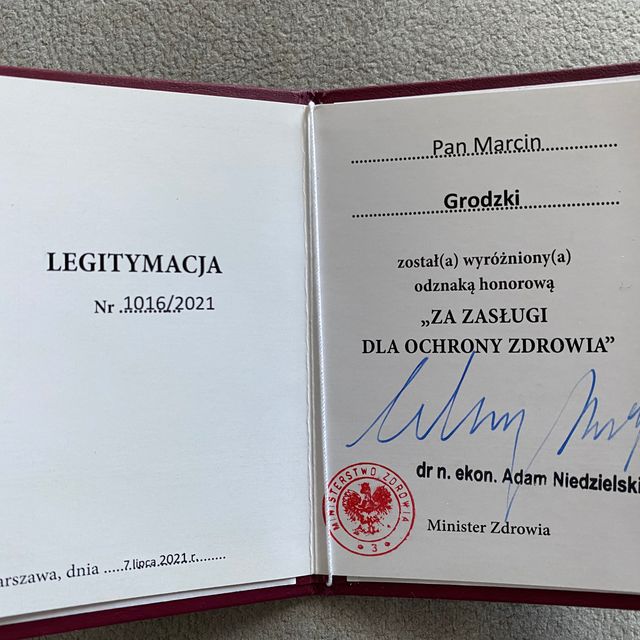 LEGITYMACJA
Nr 1016/2021
arszawa, dnia .....7 lipca 2021 r.......
Pan Marcin
Grodzki
został(a) wyróżniony(a)
odznaką honorową
„ZA ZASŁUGI
DLA OCHRONY ZDROWIA”
dr n. ekon. Adam Niedzielski
MINISTERSTWO ZDROWIA
3
Minister Zdrowia